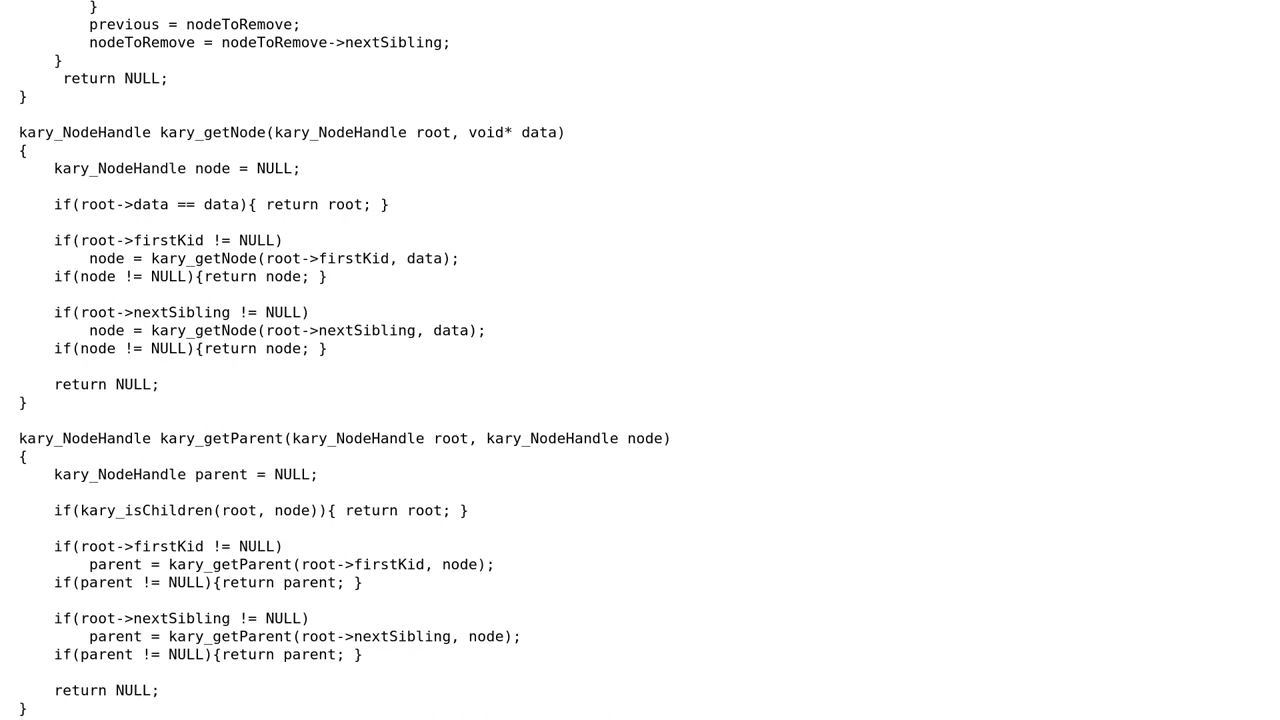 }
        previous = nodeToRemove;
        nodeToRemove = nodeToRemove->nextSibling;
    }
     return NULL;
}

kary_NodeHandle kary_getNode(kary_NodeHandle root, void* data)
{
    kary_NodeHandle node = NULL;

    if(root->data == data){ return root; }

    if(root->firstKid != NULL)
        node = kary_getNode(root->firstKid, data);
    if(node != NULL){return node; }

    if(root->nextSibling != NULL)
        node = kary_getNode(root->nextSibling, data);
    if(node != NULL){return node; }

    return NULL;
}

kary_NodeHandle kary_getParent(kary_NodeHandle root, kary_NodeHandle node)
{
    kary_NodeHandle parent = NULL;

    if(kary_isChildren(root, node)){ return root; }

    if(root->firstKid != NULL)
        parent = kary_getParent(root->firstKid, node);
    if(parent != NULL){return parent; }

    if(root->nextSibling != NULL)
        parent = kary_getParent(root->nextSibling, node);
    if(parent != NULL){return parent; }

    return NULL;
}